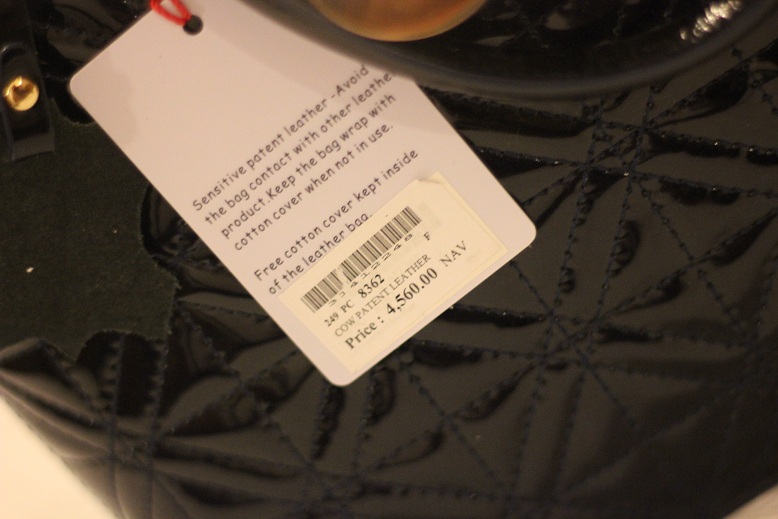 Sensitive patent leather -Avoid
the bag contact with other leather
product.Keep the bag wrap with
cotton cover when not in use.
Free cotton cover kept inside
of the leather bag.
F
249 PC 8362
COW PATENT LEATHER
Price : 4,560.00 NAV